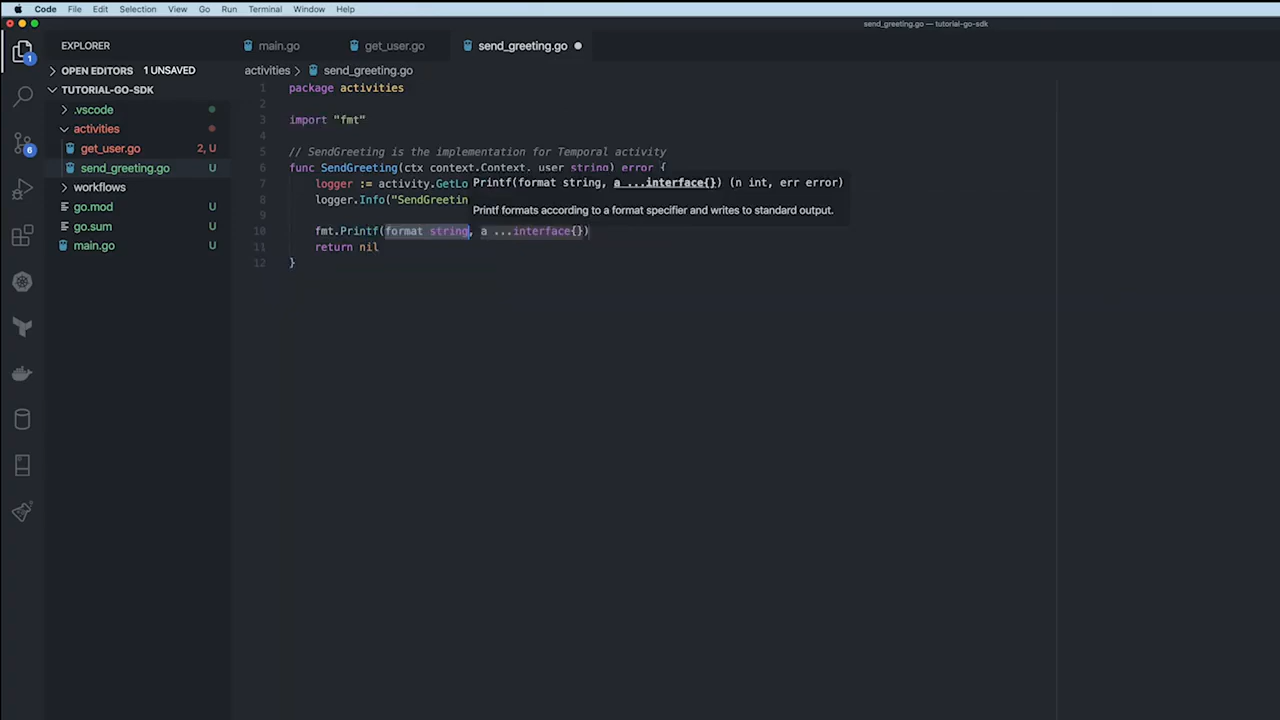 Code File Edit Selection View Go Run Terminal Window Help
send_greeting.go — tutorial-go-sdk
EXPLORER
main.go get_user.go send_greeting.go
OPEN EDITORS 1 UNSAVED
activities send_greeting.go
TUTORIAL-GO-SDK
.vscode
activities
get_user.go 2, U
send_greeting.go U
workflows
go.mod U
go.sum U
main.go U
1
6
1 package activities
2
3 import "fmt"
4
5 // SendGreeting is the implementation for Temporal activity
6 func SendGreeting(ctx context.Context, user string) error {
7 logger := activity.GetLo
8 logger.Info("SendGreetin
9
10 fmt.Printf(format string, a ...interface{})
11 return nil
12 }
Printf(format string, a ...interface{}) (n int, err error)
Printf formats according to a format specifier and writes to standard output.